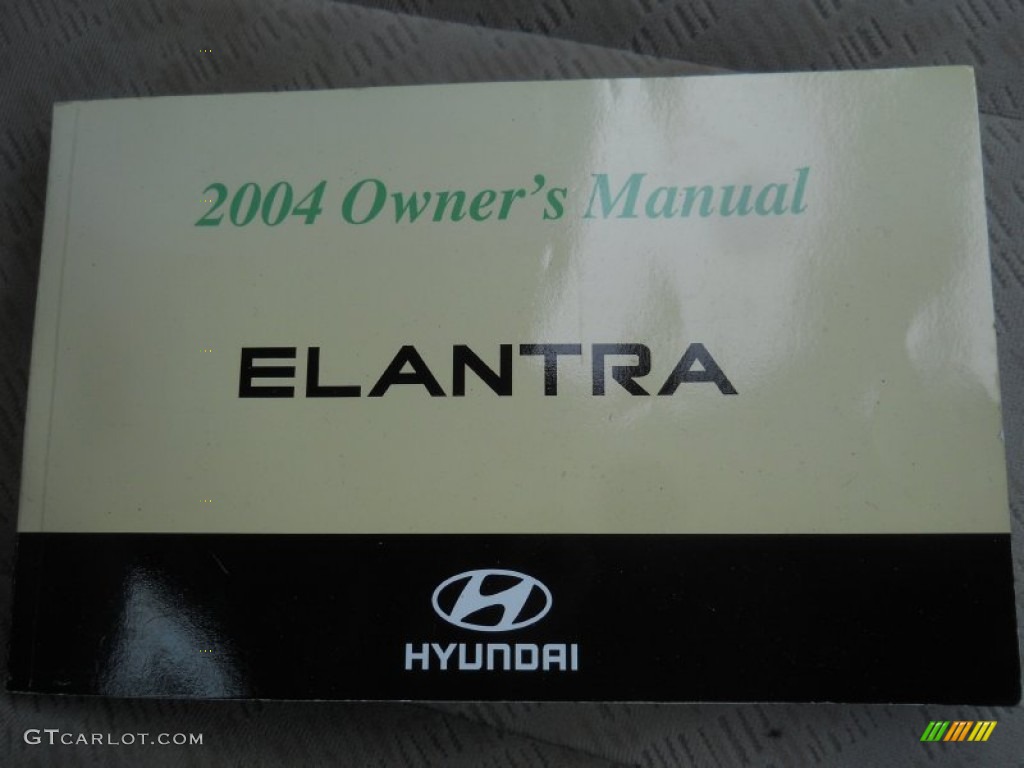 2004 Owner's Manual
ELANTRA
HYUNDAI
GTCARLOT.COM